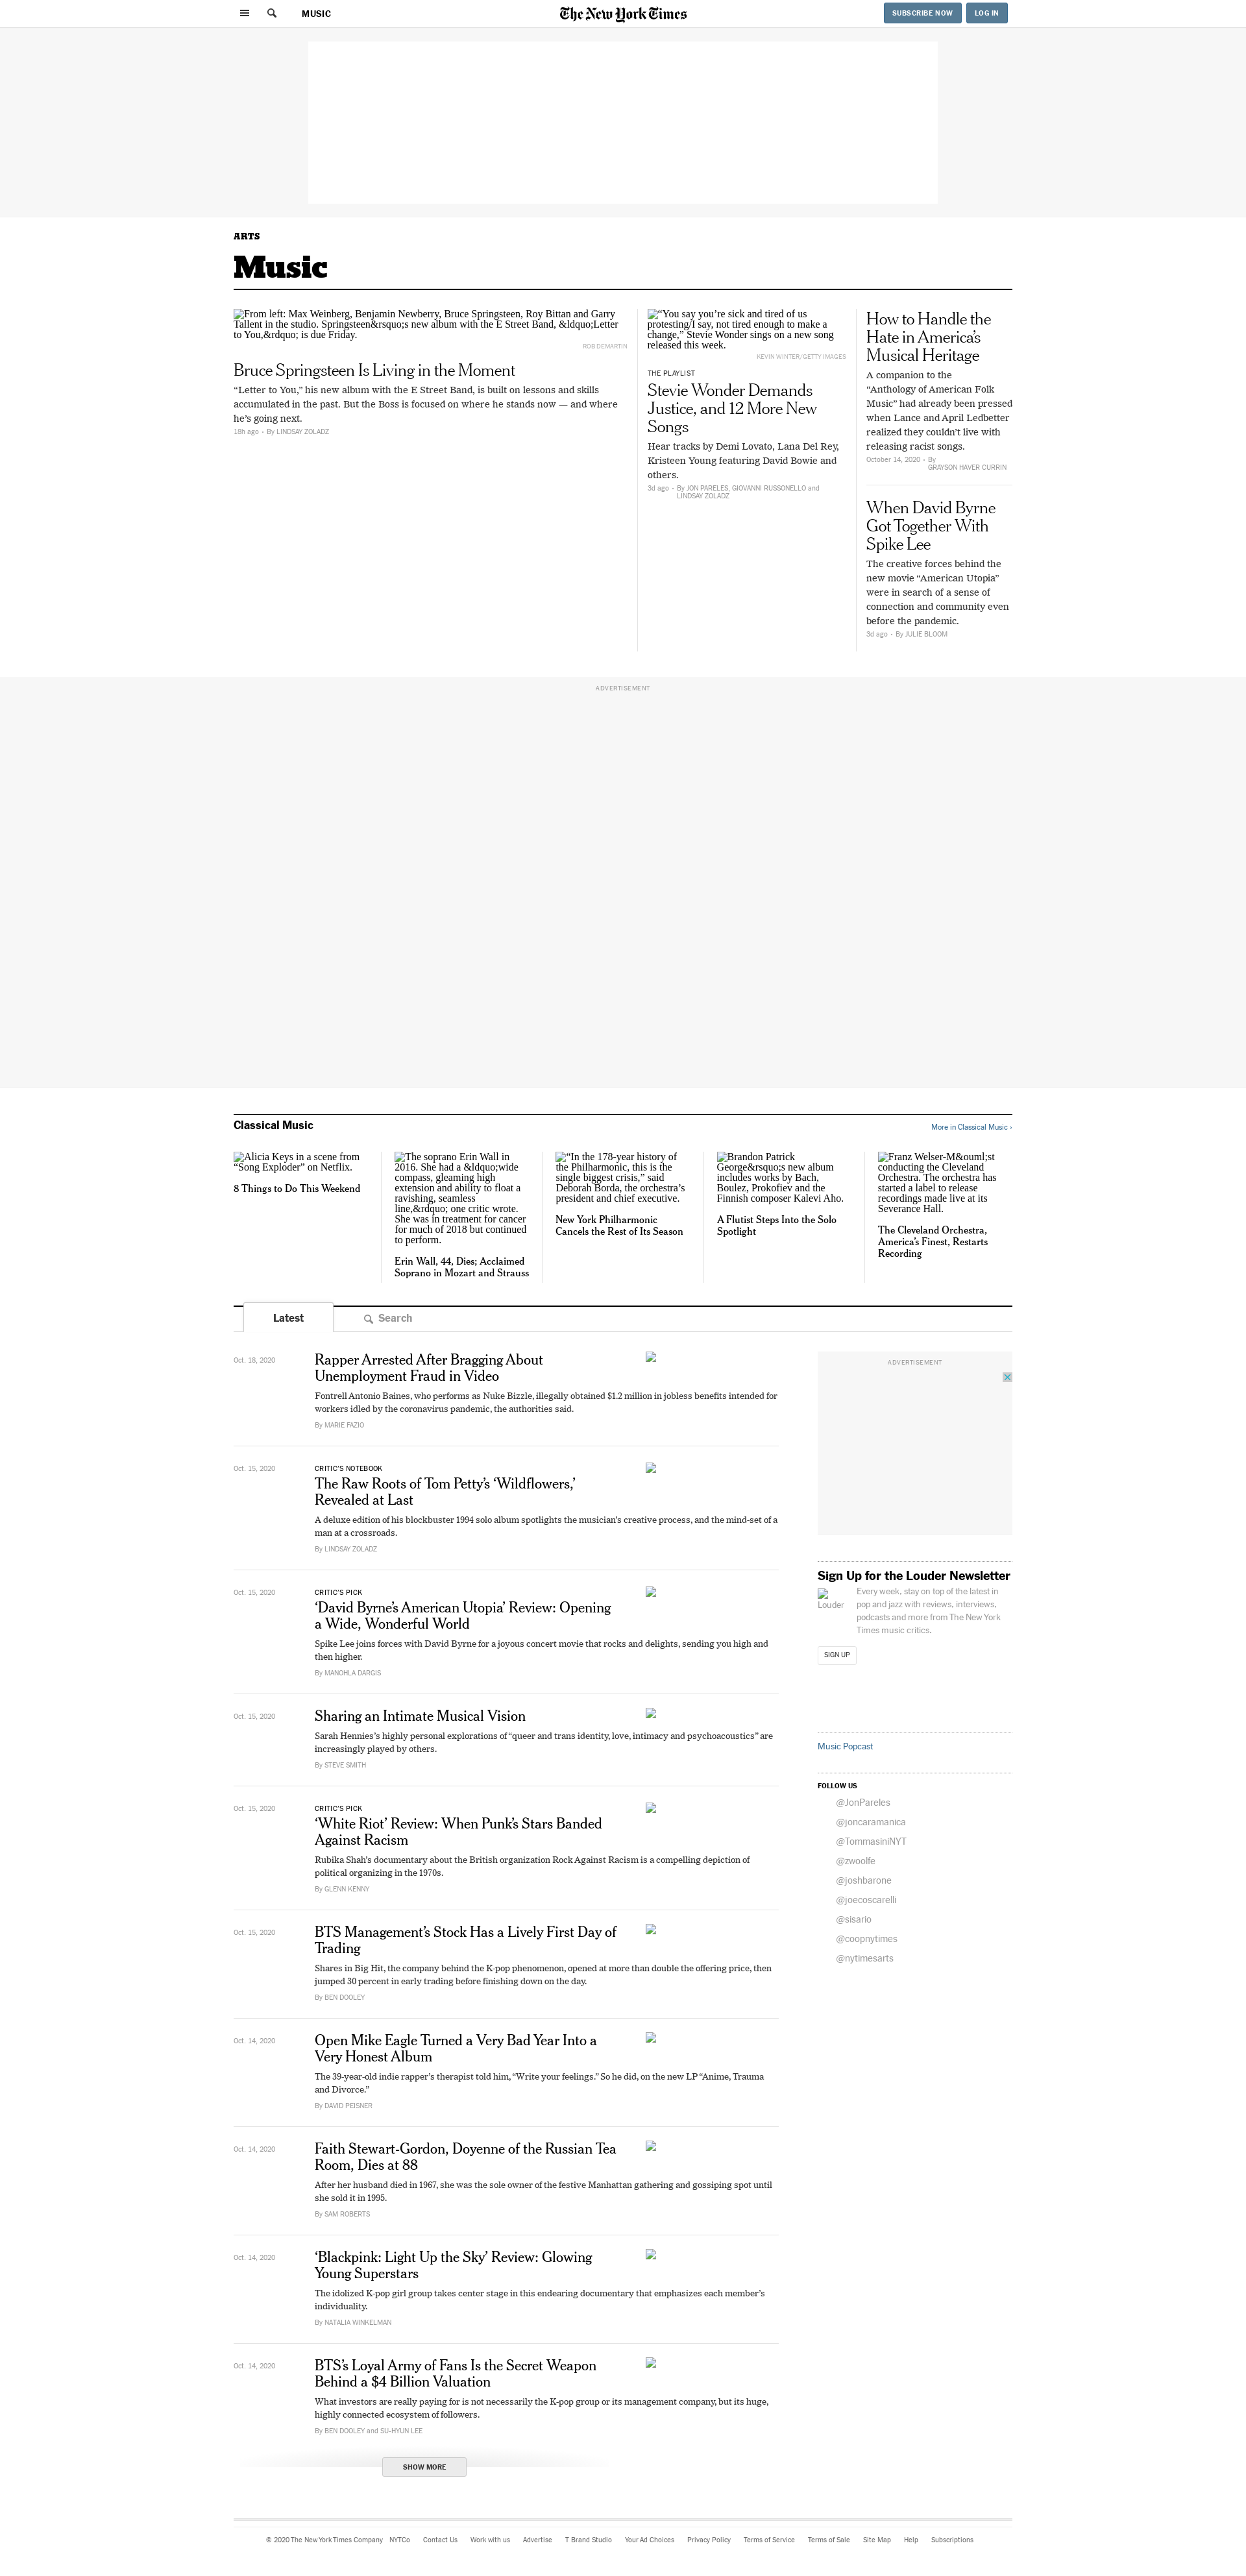 MUSIC
The New York Times
SUBSCRIBE NOW
LOG IN
ARTS
Music
From left: Max Weinberg, Benjamin Newberry, Bruce Springsteen, Roy Bittan and Garry
Tallent in the studio. Springsteen&rsquo;s new album with the E Street Band, &ldquo;Letter
to You,&rdquo; is due Friday.
ROB DEMARTIN
Bruce Springsteen Is Living in the Moment
“Letter to You,” his new album with the E Street Band, is built on lessons and skills
accumulated in the past. But the Boss is focused on where he stands now — and where
he’s going next.
18h ago - By LINDSAY ZOLADZ
“You say you’re sick and tired of us
protesting/I say, not tired enough to make a
change,” Stevie Wonder sings on a new song
released this week.
KEVIN WINTER/GETTY IMAGES
THE PLAYLIST
Stevie Wonder Demands
Justice, and 12 More New
Songs
Hear tracks by Demi Lovato, Lana Del Rey,
Kristeen Young featuring David Bowie and
others.
3d ago - By JON PARELES, GIOVANNI RUSSONELLO and
LINDSAY ZOLADZ
How to Handle the
Hate in America’s
Musical Heritage
A companion to the
“Anthology of American Folk
Music” had already been pressed
when Lance and April Ledbetter
realized they couldn’t live with
releasing racist songs.
October 14, 2020 - By
GRAYSON HAVER CURRIN
When David Byrne
Got Together With
Spike Lee
The creative forces behind the
new movie “American Utopia”
were in search of a sense of
connection and community even
before the pandemic.
3d ago - By JULIE BLOOM
ADVERTISEMENT
Classical Music
More in Classical Music ›
Alicia Keys in a scene from
“Song Exploder” on Netflix.
8 Things to Do This Weekend
The soprano Erin Wall in
2016. She had a &ldquo;wide
compass, gleaming high
extension and ability to float a
ravishing, seamless
line,&rdquo; one critic wrote.
She was in treatment for cancer
for much of 2018 but continued
to perform.
Erin Wall, 44, Dies; Acclaimed
Soprano in Mozart and Strauss
“In the 178-year history of
the Philharmonic, this is the
single biggest crisis,” said
Deborah Borda, the orchestra’s
president and chief executive.
New York Philharmonic
Cancels the Rest of Its Season
Brandon Patrick
George&rsquo;s new album
includes works by Bach,
Boulez, Prokofiev and the
Finnish composer Kalevi Aho.
A Flutist Steps Into the Solo
Spotlight
Franz Welser-M&ouml;st
conducting the Cleveland
Orchestra. The orchestra has
started a label to release
recordings made live at its
Severance Hall.
The Cleveland Orchestra,
America’s Finest, Restarts
Recording
Latest
Search
Oct. 18, 2020
Rapper Arrested After Bragging About
Unemployment Fraud in Video
Fontrell Antonio Baines, who performs as Nuke Bizzle, illegally obtained $1.2 million in jobless benefits intended for
workers idled by the coronavirus pandemic, the authorities said.
By MARIE FAZIO
Oct. 15, 2020
CRITIC’S NOTEBOOK
The Raw Roots of Tom Petty’s ‘Wildflowers,’
Revealed at Last
A deluxe edition of his blockbuster 1994 solo album spotlights the musician’s creative process, and the mind-set of a
man at a crossroads.
By LINDSAY ZOLADZ
Oct. 15, 2020
CRITIC’S PICK
‘David Byrne’s American Utopia’ Review: Opening
a Wide, Wonderful World
Spike Lee joins forces with David Byrne for a joyous concert movie that rocks and delights, sending you high and
then higher.
By MANOHLA DARGIS
Oct. 15, 2020
Sharing an Intimate Musical Vision
Sarah Hennies’s highly personal explorations of “queer and trans identity, love, intimacy and psychoacoustics” are
increasingly played by others.
By STEVE SMITH
Oct. 15, 2020
CRITIC’S PICK
‘White Riot’ Review: When Punk’s Stars Banded
Against Racism
Rubika Shah’s documentary about the British organization Rock Against Racism is a compelling depiction of
political organizing in the 1970s.
By GLENN KENNY
Oct. 15, 2020
BTS Management’s Stock Has a Lively First Day of
Trading
Shares in Big Hit, the company behind the K-pop phenomenon, opened at more than double the offering price, then
jumped 30 percent in early trading before finishing down on the day.
By BEN DOOLEY
Oct. 14, 2020
Open Mike Eagle Turned a Very Bad Year Into a
Very Honest Album
The 39-year-old indie rapper’s therapist told him, “Write your feelings.” So he did, on the new LP “Anime, Trauma
and Divorce.”
By DAVID PEISNER
Oct. 14, 2020
Faith Stewart-Gordon, Doyenne of the Russian Tea
Room, Dies at 88
After her husband died in 1967, she was the sole owner of the festive Manhattan gathering and gossiping spot until
she sold it in 1995.
By SAM ROBERTS
Oct. 14, 2020
‘Blackpink: Light Up the Sky’ Review: Glowing
Young Superstars
The idolized K-pop girl group takes center stage in this endearing documentary that emphasizes each member’s
individuality.
By NATALIA WINKELMAN
Oct. 14, 2020
BTS’s Loyal Army of Fans Is the Secret Weapon
Behind a $4 Billion Valuation
What investors are really paying for is not necessarily the K-pop group or its management company, but its huge,
highly connected ecosystem of followers.
By BEN DOOLEY and SU-HYUN LEE
SHOW MORE
ADVERTISEMENT
Sign Up for the Louder Newsletter
Louder
Every week, stay on top of the latest in
pop and jazz with reviews, interviews,
podcasts and more from The New York
Times music critics.
SIGN UP
Music Popcast
FOLLOW US
@JonPareles
@joncaramanica
@TommasiniNYT
@zwoolfe
@joshbarone
@joecoscarelli
@sisario
@coopnytimes
@nytimesarts
© 2020 The New York Times Company NYTCo Contact Us Work with us Advertise T Brand Studio Your Ad Choices Privacy Policy Terms of Service Terms of Sale Site Map Help Subscriptions